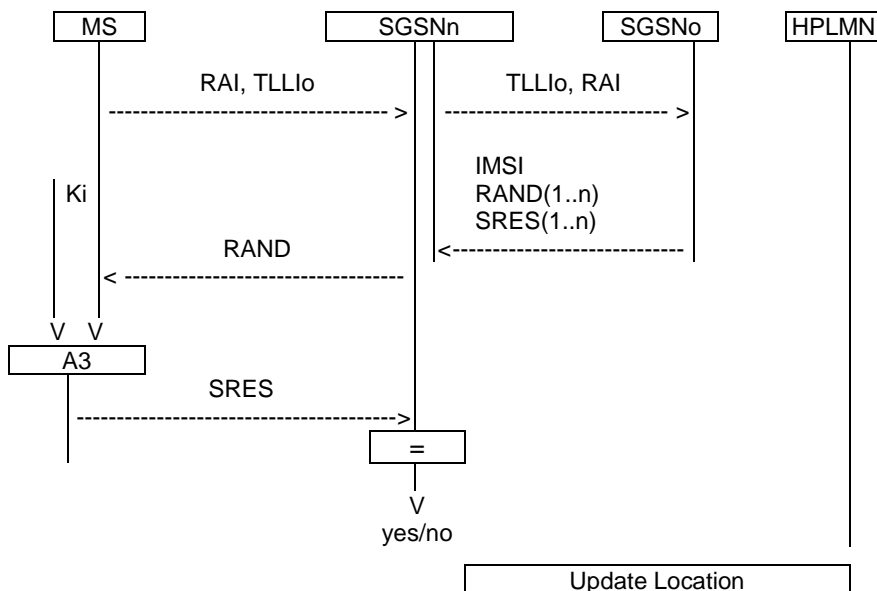 MS SGSNn SGSNo HPLMN
RAI, TLLIo TLLIo, RAI
------------------------------------ > ------------------------------- >
IMSI
Ki RAND(1..n)
SRES(1..n)
RAND <------------------------------
< -------------------------------------
V V
A3
SRES
----------------------------------------->
=
V
yes/no
Update Location